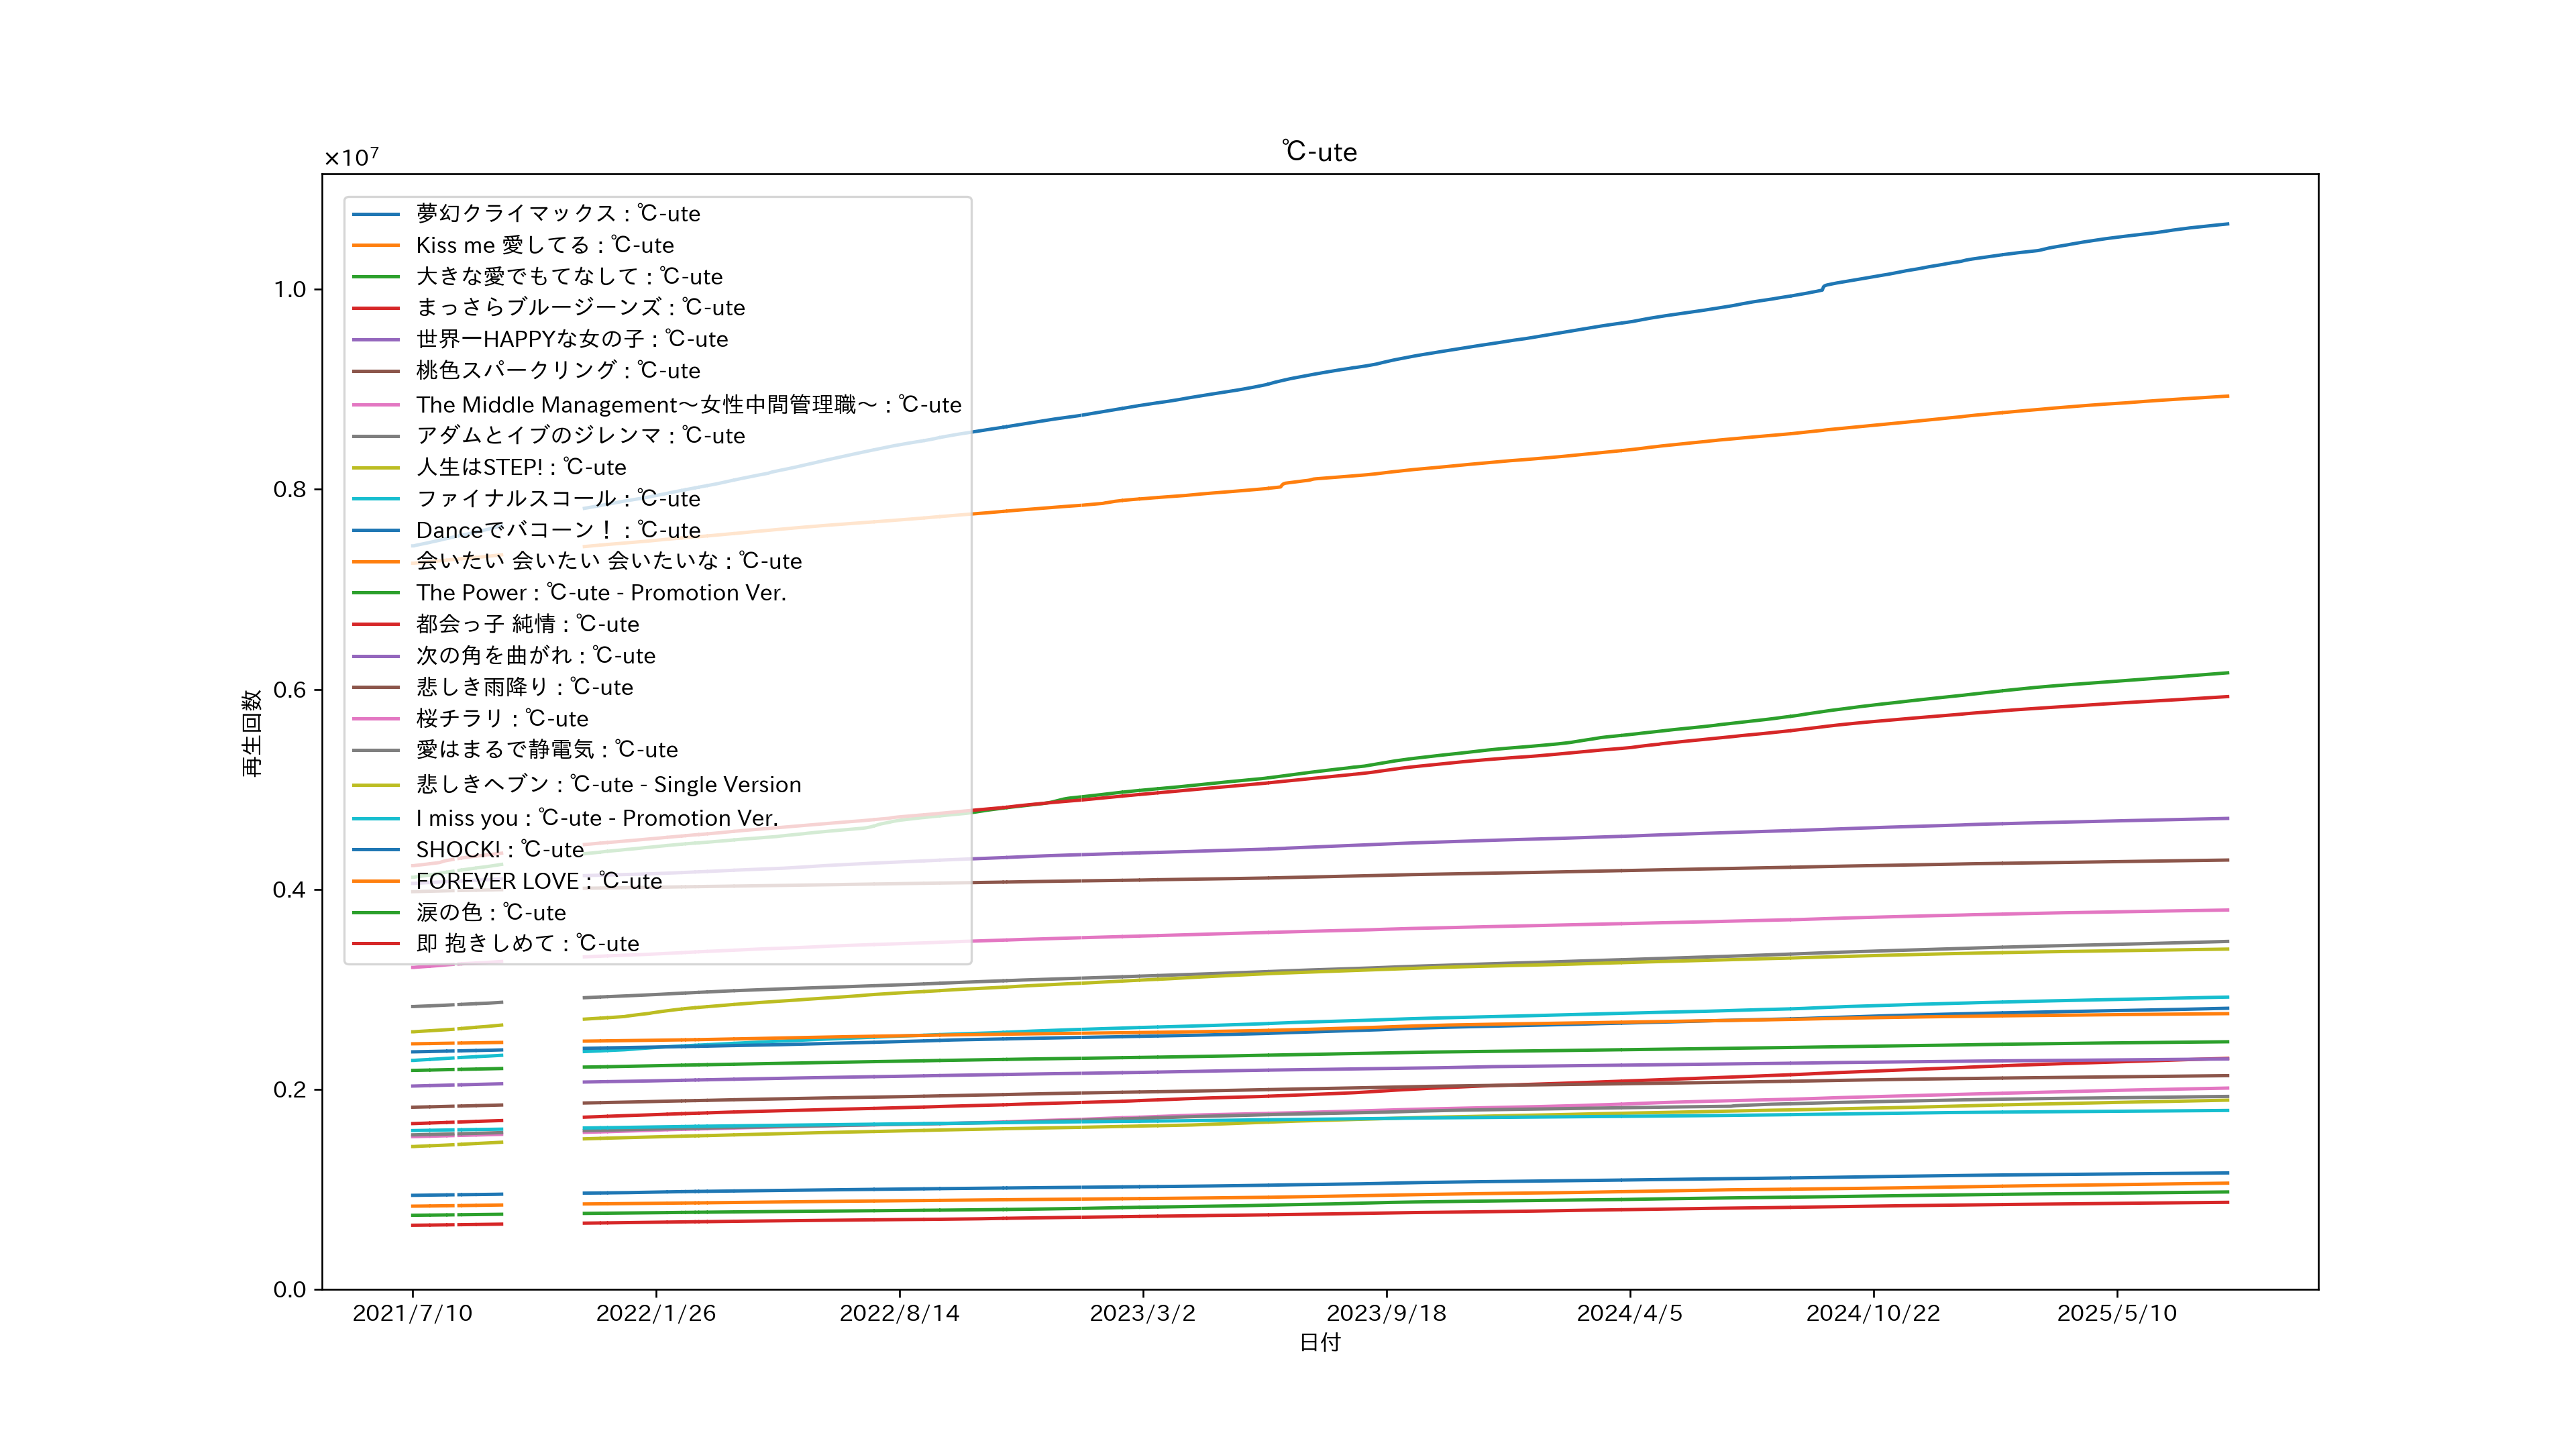 ℃-ute
×10⁷
夢幻クライマックス : ℃-ute
Kiss me 愛してる : ℃-ute
大きな愛でもてなして : ℃-ute
まっさらブルージーンズ : ℃-ute
世界一HAPPYな女の子 : ℃-ute
桃色スパークリング : ℃-ute
The Middle Management〜女性中間管理職〜 : ℃-ute
アダムとイブのジレンマ : ℃-ute
人生はSTEP! : ℃-ute
ファイナルスコール : ℃-ute
Danceでバコーン！ : ℃-ute
会いたい 会いたい 会いたいな : ℃-ute
The Power : ℃-ute - Promotion Ver.
都会っ子 純情 : ℃-ute
次の角を曲がれ : ℃-ute
悲しき雨降り : ℃-ute
桜チラリ : ℃-ute
愛はまるで静電気 : ℃-ute
悲しきヘブン : ℃-ute - Single Version
I miss you : ℃-ute - Promotion Ver.
SHOCK! : ℃-ute
FOREVER LOVE : ℃-ute
涙の色 : ℃-ute
即 抱きしめて : ℃-ute
1.0
0.8
0.6
0.4
0.2
0.0
再生回数
2021/7/10
2022/1/26
2022/8/14
2023/3/2
2023/9/18
2024/4/5
2024/10/22
2025/5/10
日付